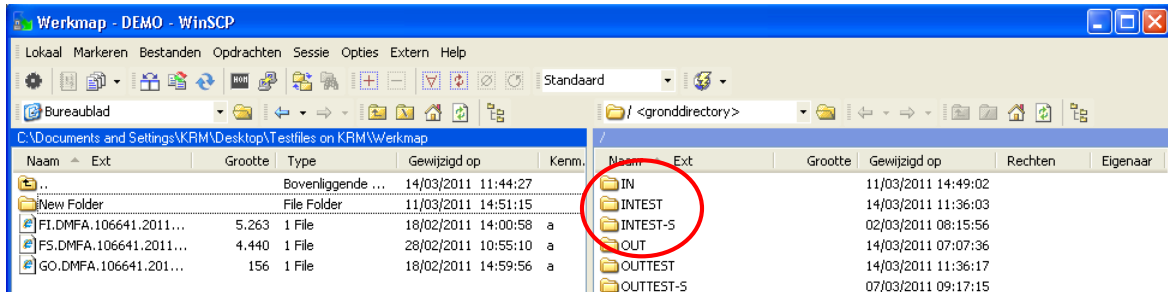 Werkmap - DEMO - WinSCP
Lokaal Markeren Bestanden Opdrachten Sessie Opties Extern Help
Standaard
Bureaublad / <gronddirectory>
C:\Documents and Settings\KRM\Desktop\Testfiles on KRM\Werkmap /
Naam Ext Grootte Type Gewijzigd op Kenm. Naam Ext Grootte Gewijzigd op Rechten Eigenaar
.. Bovenliggende ... 14/03/2011 11:44:27 IN 11/03/2011 14:49:02
New Folder File Folder 11/03/2011 14:51:15 INTEST 14/03/2011 11:36:03
FI.DMFA.106641.2011... 5.263 1 File 18/02/2011 14:00:58 a INTEST-S 02/03/2011 08:15:56
FS.DMFA.106641.2011... 4.440 1 File 28/02/2011 10:55:10 a OUT 14/03/2011 07:07:36
GO.DMFA.106641.201... 156 1 File 18/02/2011 14:59:56 a OUTTEST 14/03/2011 11:36:17
OUTTEST-S 07/03/2011 09:17:15